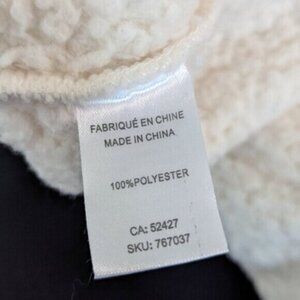 FABRIQUÉ EN CHINE
MADE IN CHINA
100%POLYESTER
CA: 52427
SKU: 767037